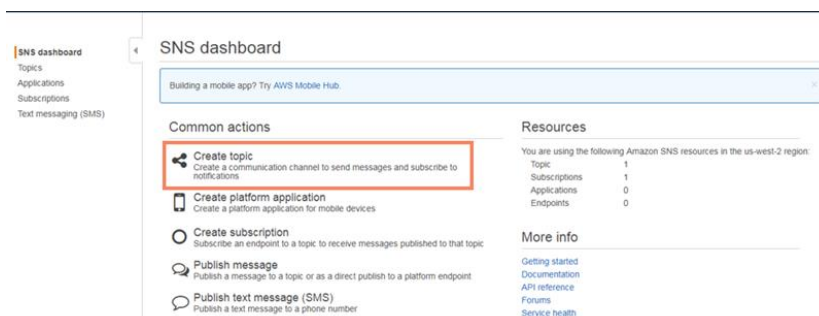 SNS dashboard
Topics
Applications
Subscriptions
Text messaging (SMS)
SNS dashboard
Building a mobile app? Try AWS Mobile Hub.
Common actions
Create topic
Create a communication channel to send messages and subscribe to
notifications
Create platform application
Create a platform application for mobile devices
Create subscription
Subscribe an endpoint to a topic to receive messages published to that topic
Publish message
Publish a message to a topic or as a direct publish to a platform endpoint
Publish text message (SMS)
Publish a text message to a phone number
Resources
You are using the following Amazon SNS resources in the us-west-2 region:
Topic 1
Subscriptions 1
Applications 0
Endpoints 0
More info
Getting started
Documentation
API reference
Forums
Service health